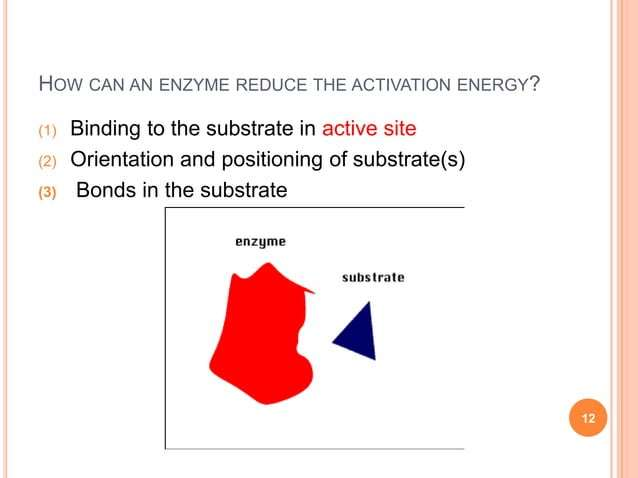 HOW CAN AN ENZYME REDUCE THE ACTIVATION ENERGY?
(1) Binding to the substrate in active site
(2) Orientation and positioning of substrate(s)
(3) Bonds in the substrate
enzyme
substrate
12